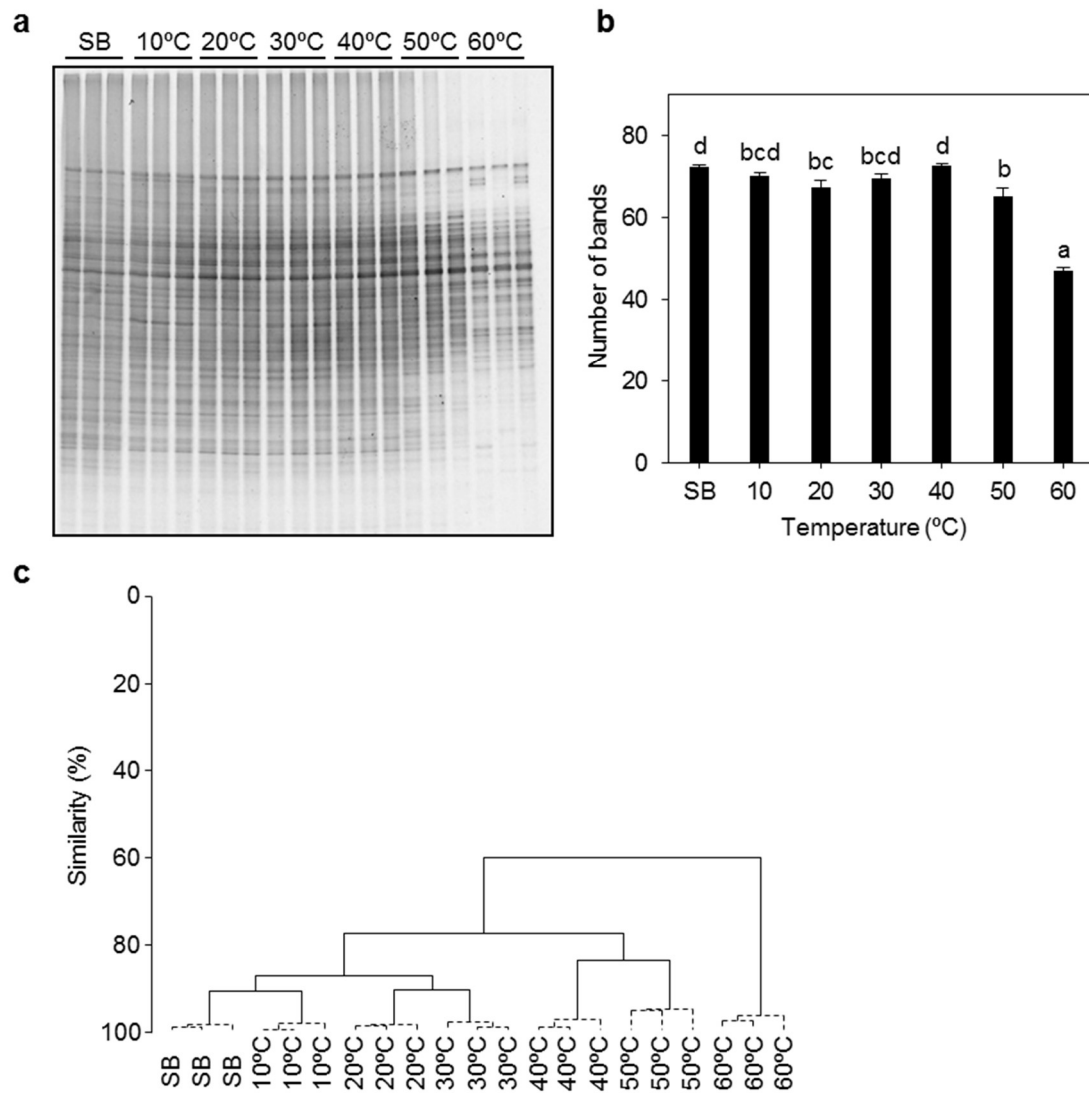 a
SB 10ºC 20ºC 30ºC 40ºC 50ºC 60ºC
b
Number of bands
80
60
40
20
0
d bcd bc bcd d b a
SB 10 20 30 40 50 60
Temperature (ºC)
c
Similarity (%)
0
20
40
60
80
100
SB SB SB 10ºC 10ºC 10ºC 20ºC 20ºC 20ºC 30ºC 30ºC 30ºC 40ºC 40ºC 40ºC 50ºC 50ºC 50ºC 60ºC 60ºC 60ºC